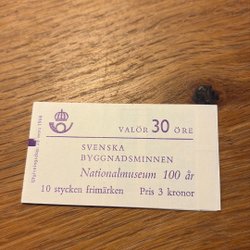 VALÖR 30 ÖRE
SVENSKA
BYGGNADSMINNEN
Nationalmuseum 100 år
10 stycken frimärken Pris 3 kronor